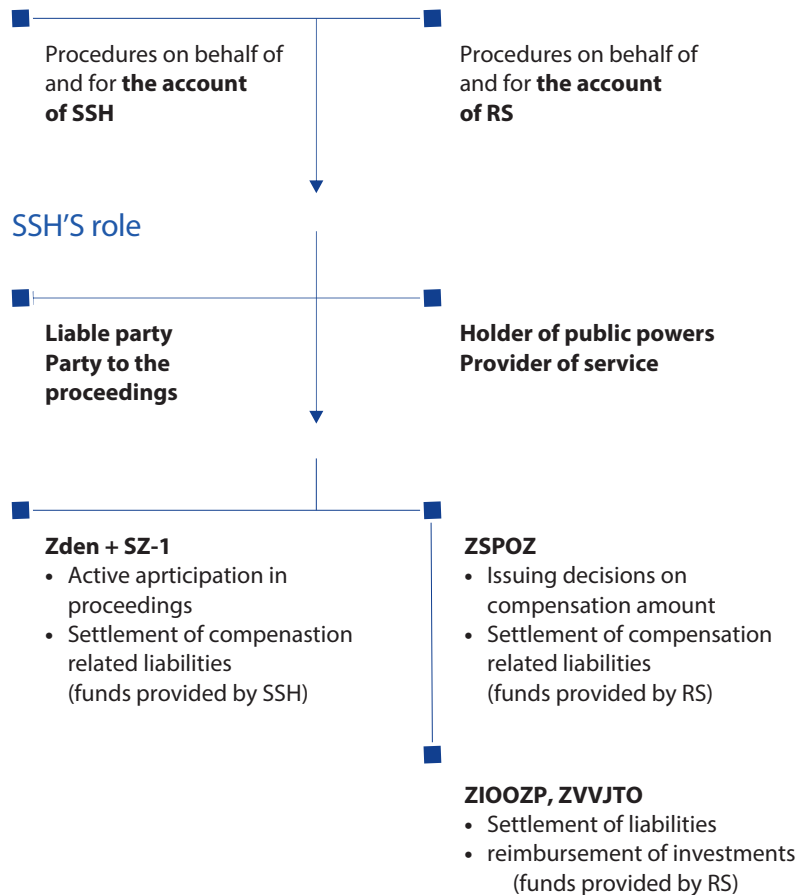 Procedures on behalf of
and for the account
of SSH
Procedures on behalf of
and for the account
of RS
SSH'S role
Liable party
Party to the
proceedings
Holder of public powers
Provider of service
Zden + SZ-1
• Active aprticipation in
proceedings
• Settlement of compenastion
related liabilities
(funds provided by SSH)
ZSPOZ
• Issuing decisions on
compensation amount
• Settlement of compensation
related liabilities
(funds provided by RS)
ZIOOZP, ZVVJTO
• Settlement of liabilities
• reimbursement of investments
(funds provided by RS)